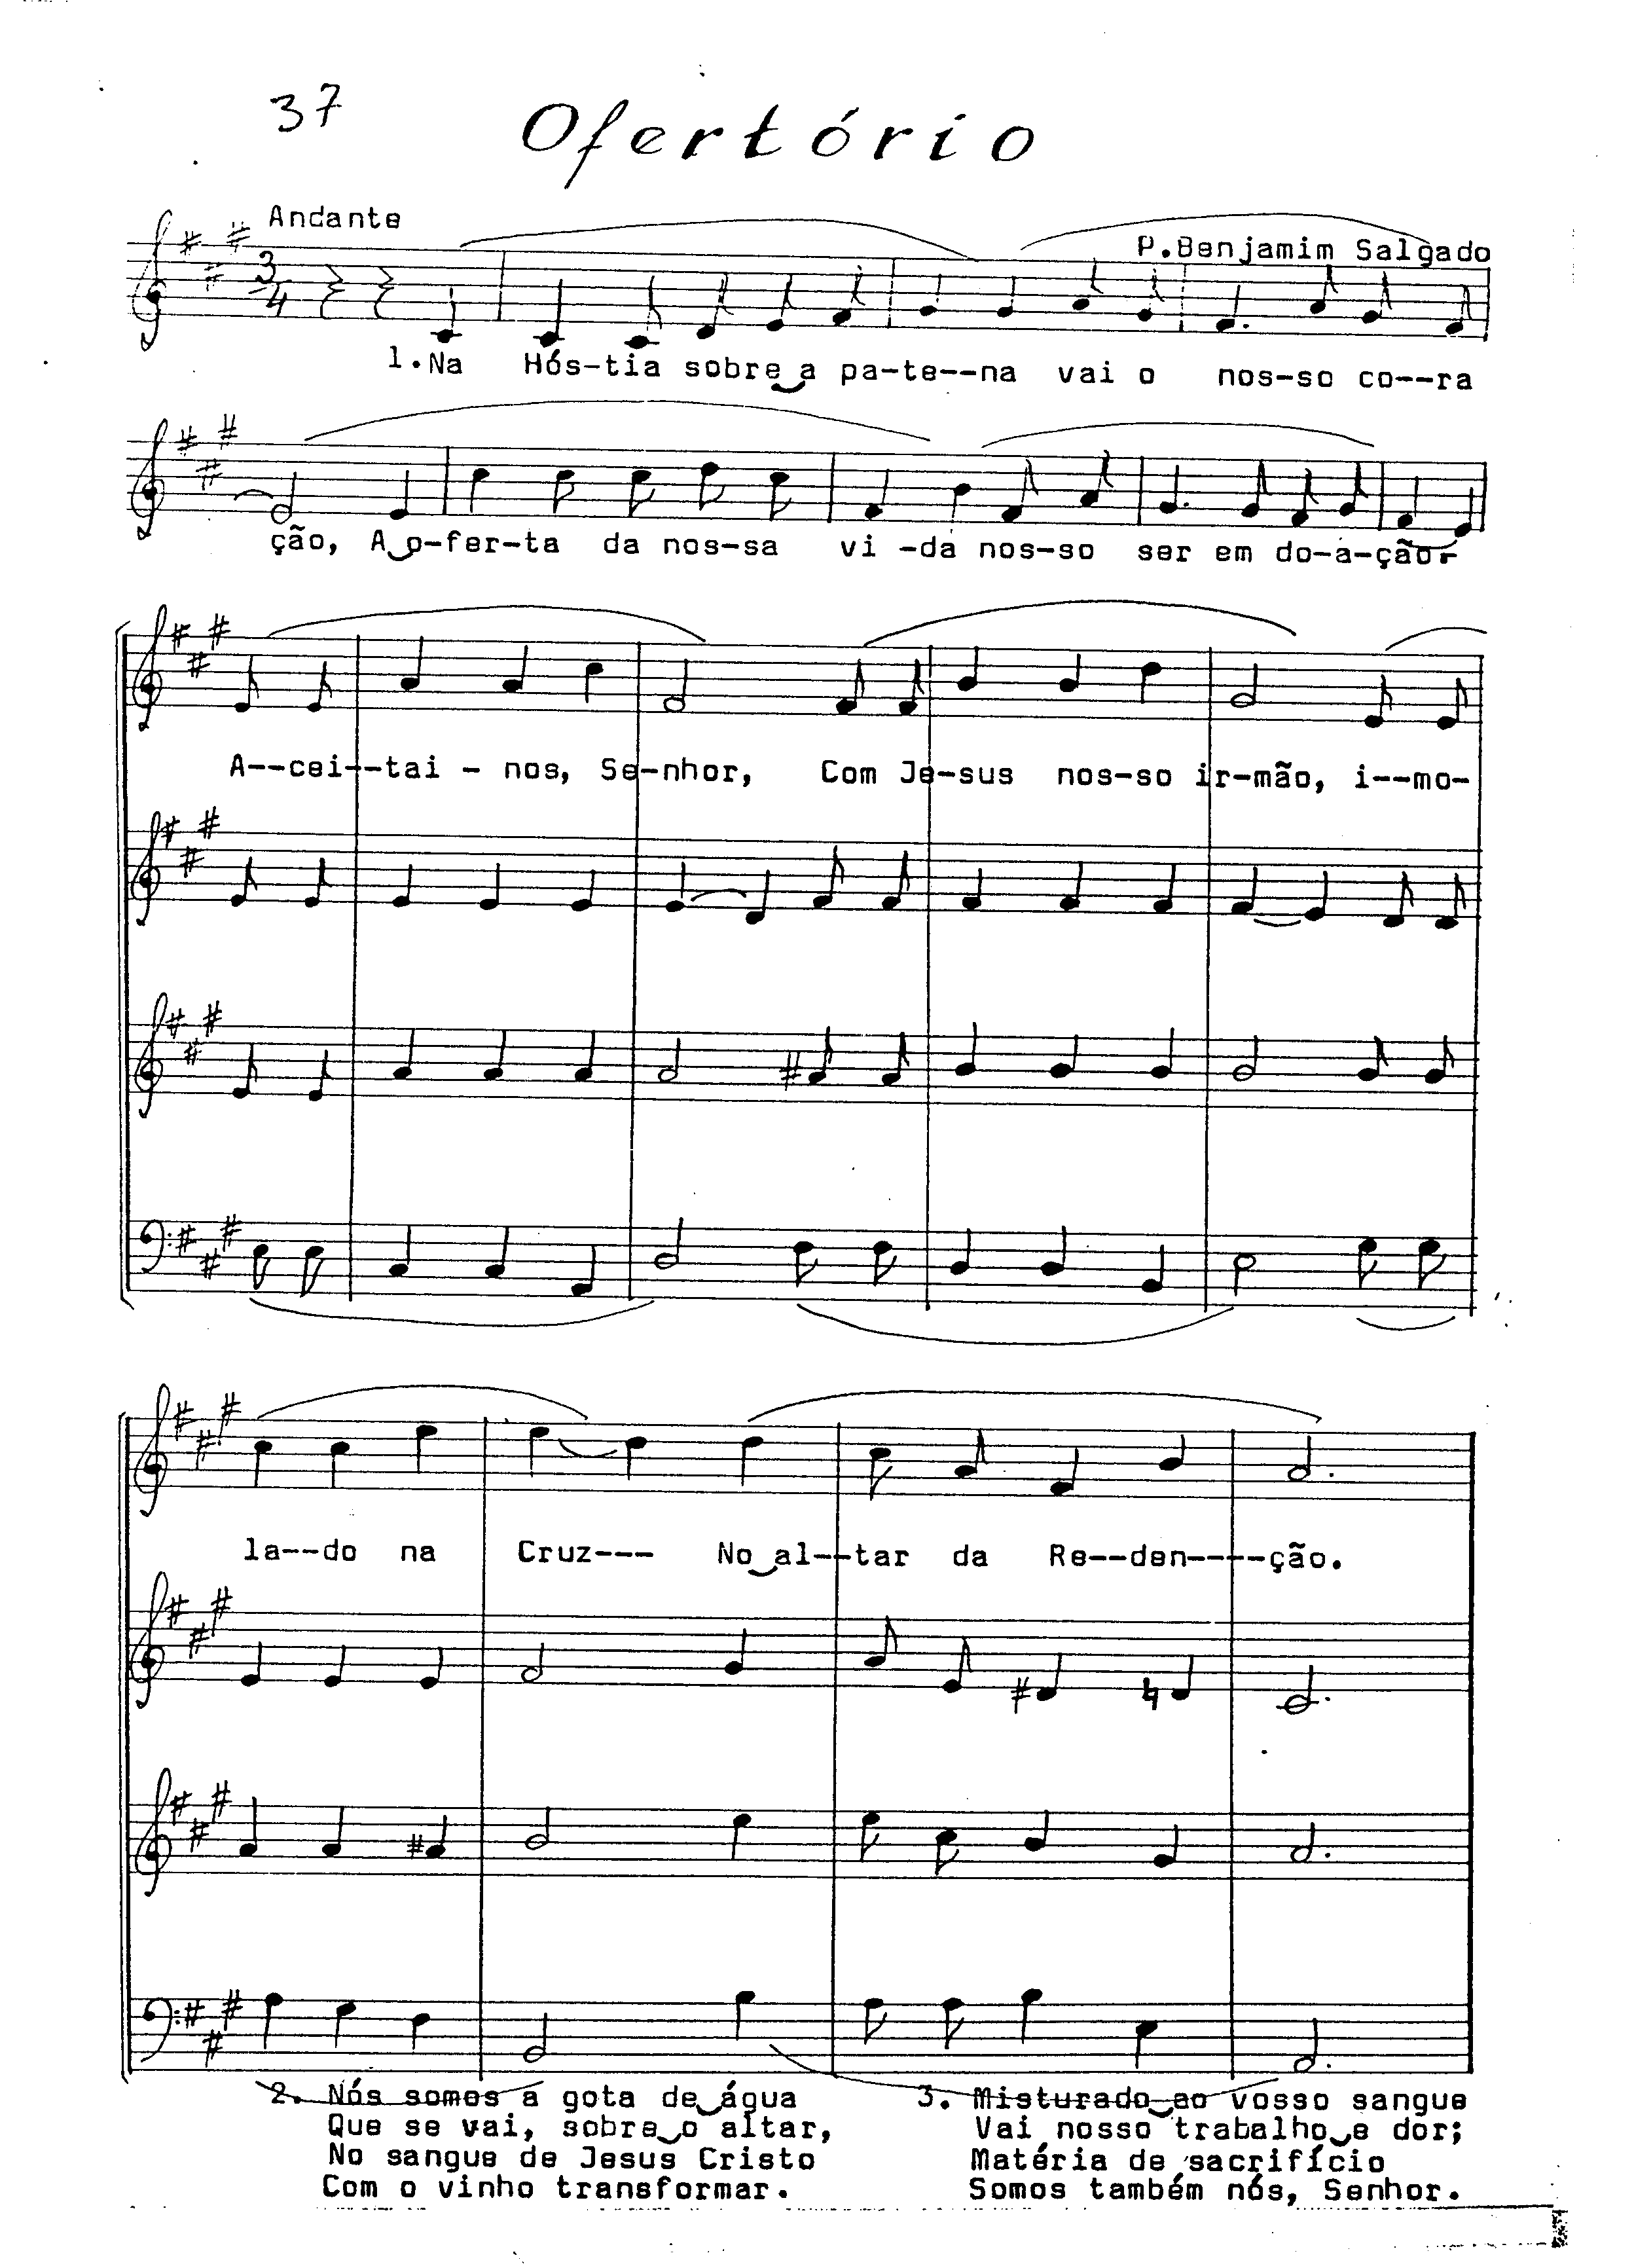 37
Ofertório
Andante
P.Benjamim Salgado
3
4
1.Na Hós-tia sobre a pa-te--na vai o nos-so co--ra
ção, A o-fer-ta da nos-sa vi -da nos-so ser em do-a-ção.
A--cei--tai - nos, Se-nhor, Com Je-sus nos-so ir-mão, i--mo-
la--do na Cruz--- No al--tar da Re--den----ção.
2. Nós somos a gota de água
Que se vai, sobre o altar,
No sangue de Jesus Cristo
Com o vinho transformar.
3. Misturado ao vosso sangue
Vai nosso trabalho e dor;
Matéria de sacrifício
Somos também nós, Senhor.